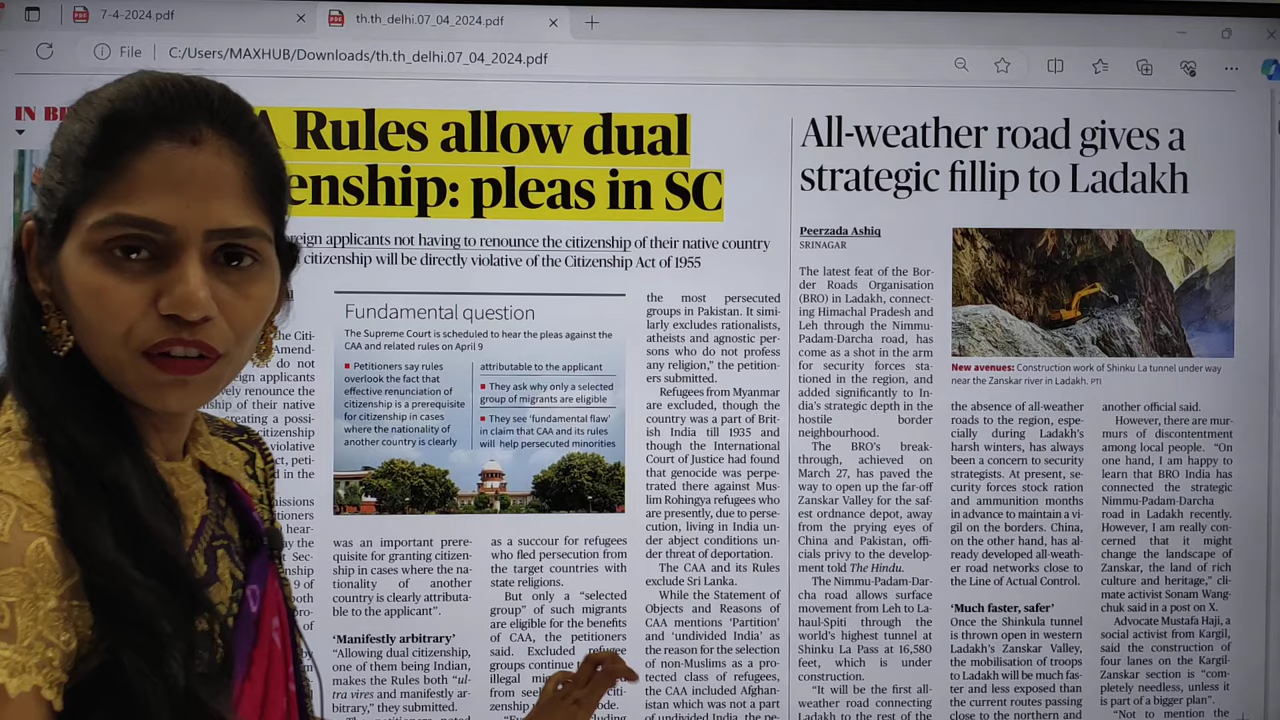 7-4-2024.pdf
th.th_delhi.07_04_2024.pdf
File
C:/Users/MAXHUB/Downloads/th.th_delhi.07_04_2024.pdf
IN
A Rules allow dual
enship: pleas in SC
reign applicants not having to renounce the citizenship of their native country
citizenship will be directly violative of the Citizenship Act of 1955
Fundamental question
The Supreme Court is scheduled to hear the pleas against the
CAA and related rules on April 9
Petitioners say rules
overlook the fact that
effective renunciation of
citizenship is a prerequisite
for citizenship in cases
where the nationality of
another country is clearly
attributable to the applicant
They ask why only a selected
group of migrants are eligible
They see ‘fundamental flaw’
in claim that CAA and its rules
will help persecuted minorities
was an important prere-
quisite for granting citizen-
ship in cases where the na-
tionality of another
country is clearly attributa-
ble to the applicant”.
‘Manifestly arbitrary’
“Allowing dual citizenship,
one of them being Indian,
makes the Rules both “ul-
tra vires and manifestly ar-
bitrary,” they submitted.
as a succour for refugees
who fled persecution from
the target countries with
state religions.
But only a “selected
group” of such migrants
are eligible for the benefits
of CAA, the petitioners
said. Excluded refugee
groups continue
illegal
from
zenship
the most persecuted
groups in Pakistan. It simi-
larly excludes rationalists,
atheists and agnostic per-
sons who do not profess
any religion,” the petition-
ers submitted.
Refugees from Myanmar
are excluded, though the
country was a part of Brit-
ish India till 1935 and
though the International
Court of Justice had found
that genocide was perpe-
trated there against Mus-
lim Rohingya refugees who
are presently, due to perse-
cution, living in India un-
der abject conditions un-
der threat of deportation.
The CAA and its Rules
exclude Sri Lanka.
While the Statement of
Objects and Reasons of
CAA mentions ‘Partition’
and ‘undivided India’ as
the reason for the selection
of non-Muslims as a pro-
tected class of refugees,
the CAA included Afghan-
istan which was not a part
of undivided India, the pe-
All-weather road gives a
strategic fillip to Ladakh
Peerzada Ashiq
SRINAGAR
The latest feat of the Bor-
der Roads Organisation
(BRO) in Ladakh, connect-
ing Himachal Pradesh and
Leh through the Nimmu-
Padam-Darcha road, has
come as a shot in the arm
for security forces sta-
tioned in the region, and
added significantly to In-
dia’s strategic depth in the
hostile border
neighbourhood.
The BRO’s break-
through, achieved on
March 27, has paved the
way to open up the far-off
Zanskar Valley for the saf-
est ordnance depot, away
from the prying eyes of
China and Pakistan, offi-
cials privy to the develop-
ment told The Hindu.
The Nimmu-Padam-Dar-
cha road allows surface
movement from Leh to La-
haul-Spiti through the
world’s highest tunnel at
Shinku La Pass at 16,580
feet, which is under
construction.
“It will be the first all-
weather road connecting
Ladakh to the rest of the
New avenues: Construction work of Shinku La tunnel under way
near the Zanskar river in Ladakh. PTI
the absence of all-weather
roads to the region, espe-
cially during Ladakh’s
harsh winters, has always
been a concern to security
strategists. At present, se-
curity forces stock ration
and ammunition months
in advance to maintain a vi-
gil on the borders. China,
on the other hand, has al-
ready developed all-weath-
er road networks close to
the Line of Actual Control.
‘Much faster, safer’
Once the Shinkula tunnel
is thrown open in western
Ladakh’s Zanskar Valley,
the mobilisation of troops
to Ladakh will be much fas-
ter and less exposed than
the current routes passing
close to the northern and
another official said.
However, there are mur-
murs of discontentment
among local people. “On
one hand, I am happy to
learn that BRO India has
connected the strategic
Nimmu-Padam-Darcha
road in Ladakh recently.
However, I am really con-
cerned that it might
change the landscape of
Zanskar, the land of rich
culture and heritage,” cli-
mate activist Sonam Wang-
chuk said in a post on X.
Advocate Mustafa Haji, a
social activist from Kargil,
said the construction of
four lanes on the Kargil-
Zanskar section is “com-
pletely needless, unless it
is part of a bigger plan”.
“Not to mention the